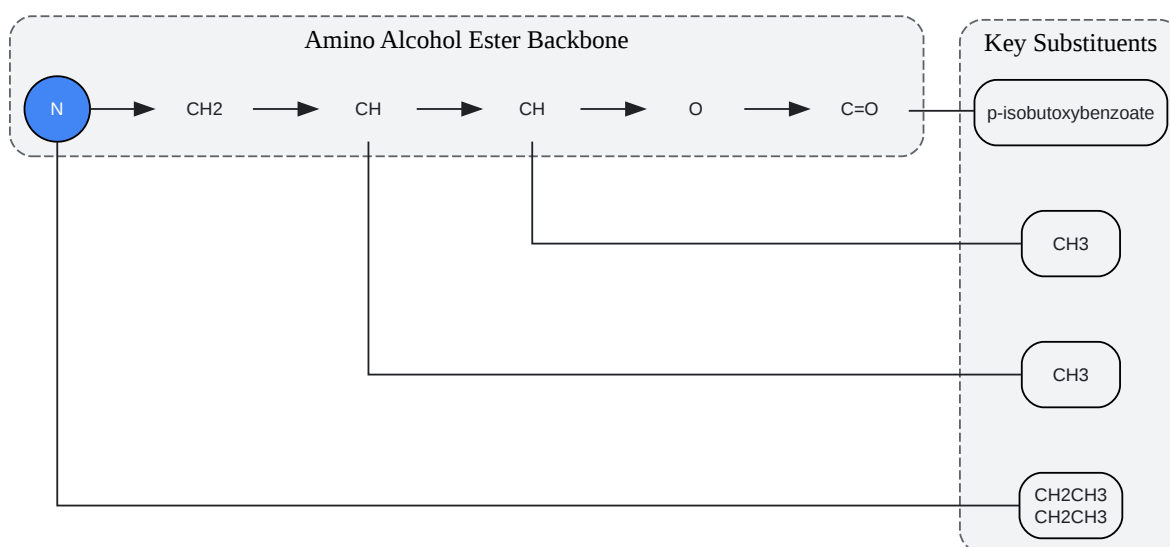 Amino Alcohol Ester Backbone
Key Substituents
N
CH2
CH
CH
O
C=O
p-isobutoxybenzoate
CH3
CH3
CH2CH3
CH2CH3